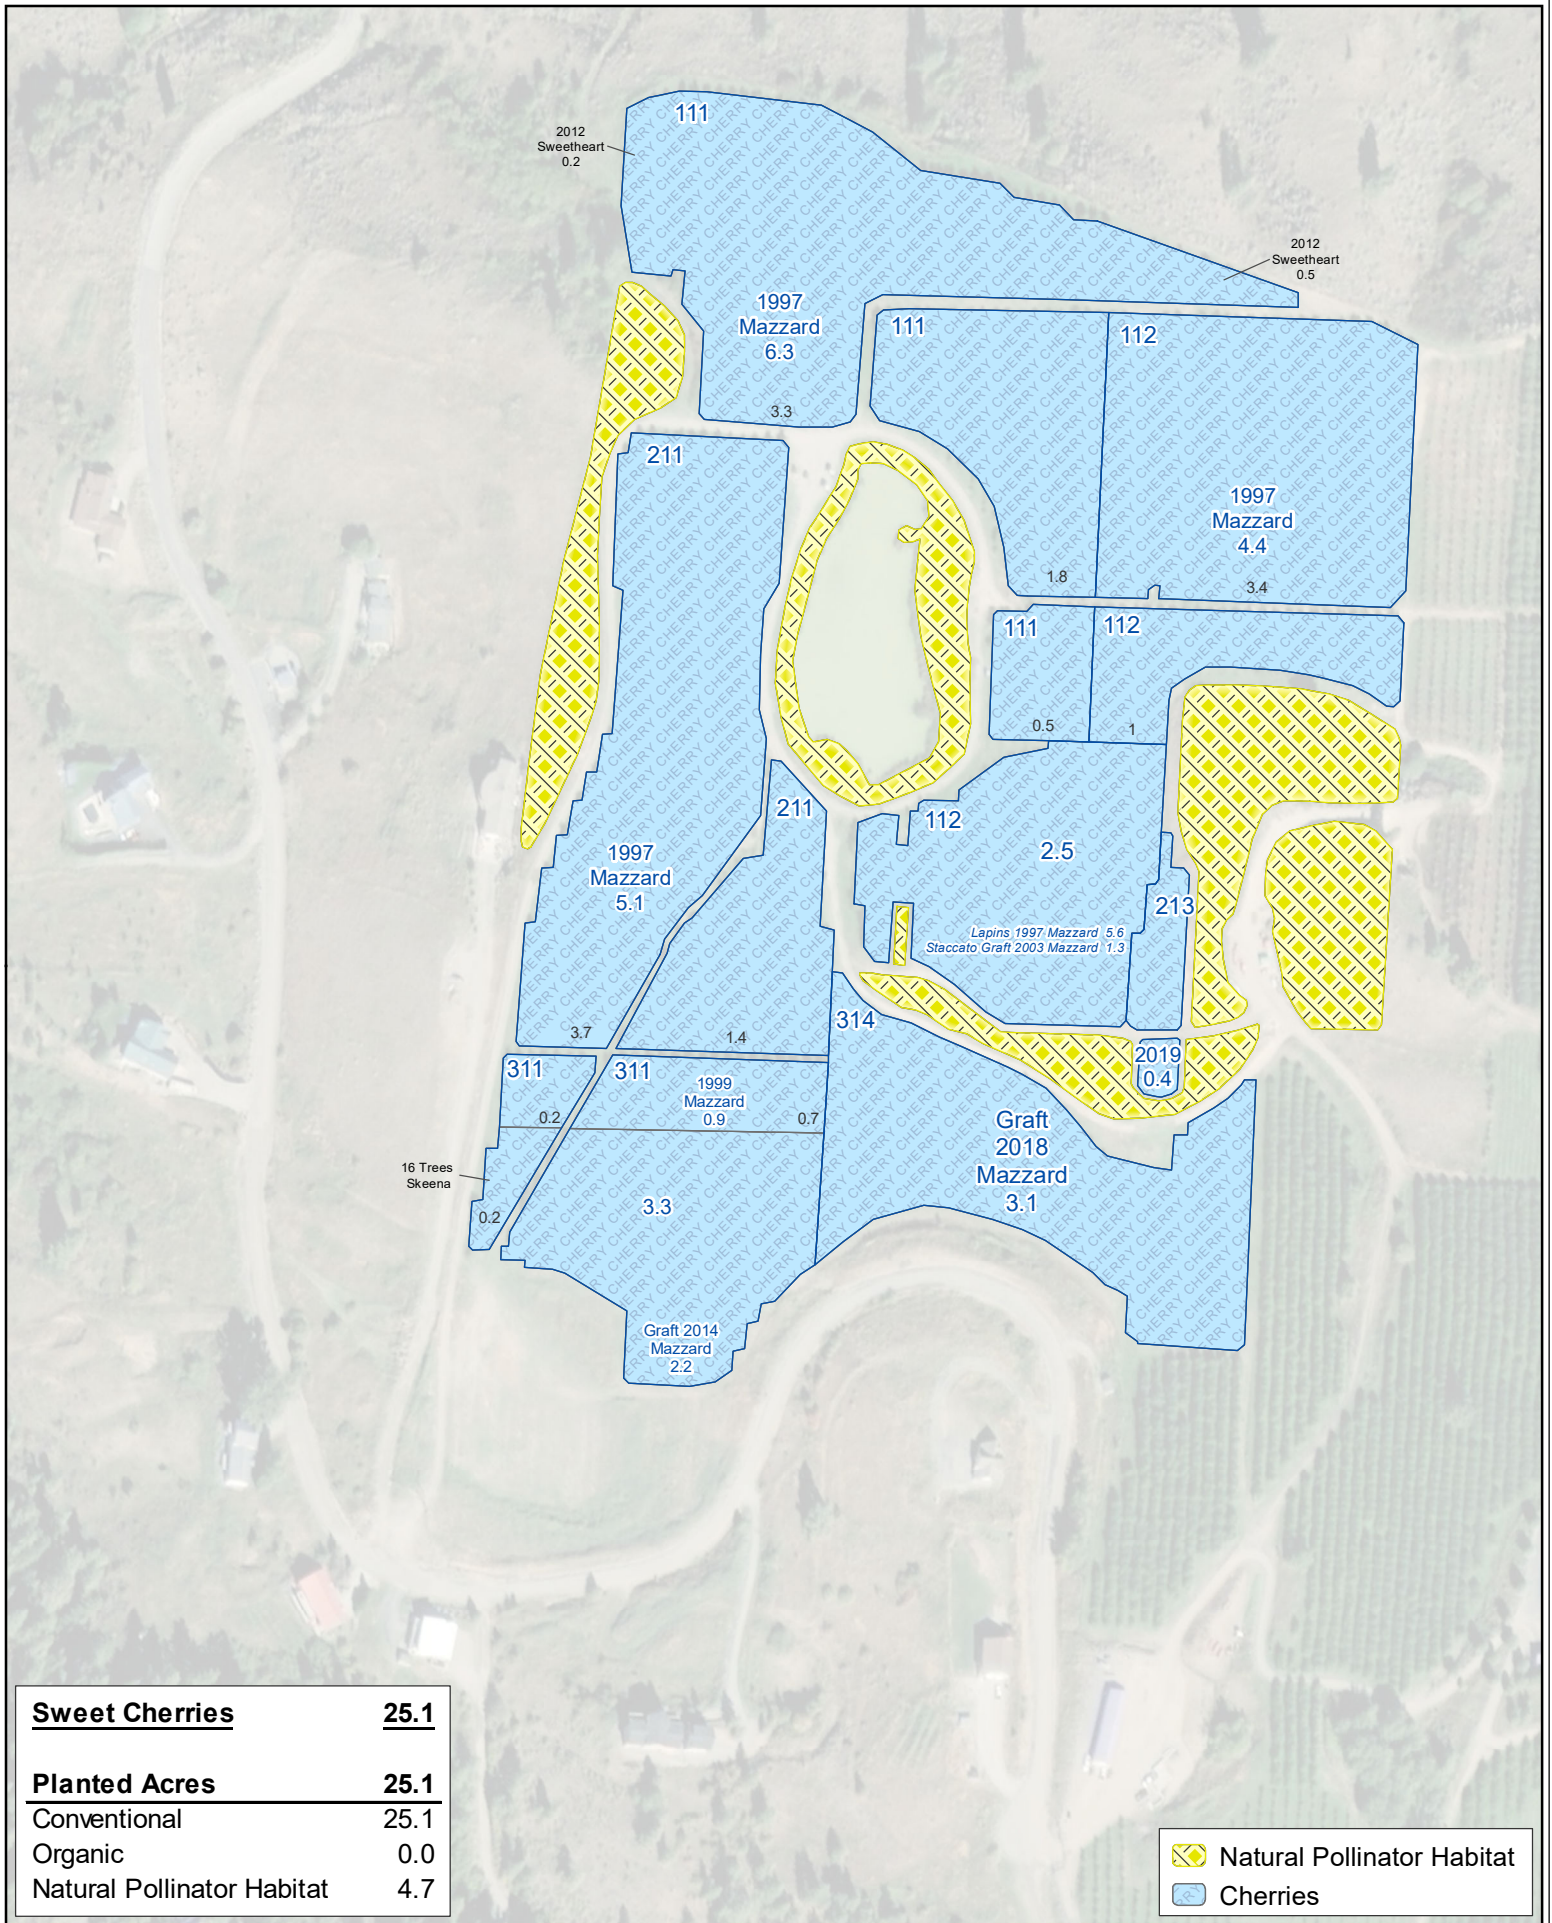 111
2012
Sweetheart
0.2
2012
Sweetheart
0.5
1997
Mazzard
6.3
3.3
111
112
1997
Mazzard
4.4
1.8
3.4
211
111
112
0.5
1
211
112
2.5
1997
Mazzard
5.1
213
Lapins 1997 Mazzard 5.6
Staccato Graft 2003 Mazzard 1.3
3.7
1.4
314
2019
0.4
311
311
1999
Mazzard
0.9
0.2
0.7
Graft
2018
Mazzard
3.1
16 Trees
Skeena
0.2
3.3
Graft 2014
Mazzard
2.2
Sweet Cherries 25.1
Planted Acres 25.1
Conventional 25.1
Organic 0.0
Natural Pollinator Habitat 4.7
Natural Pollinator Habitat
Cherries